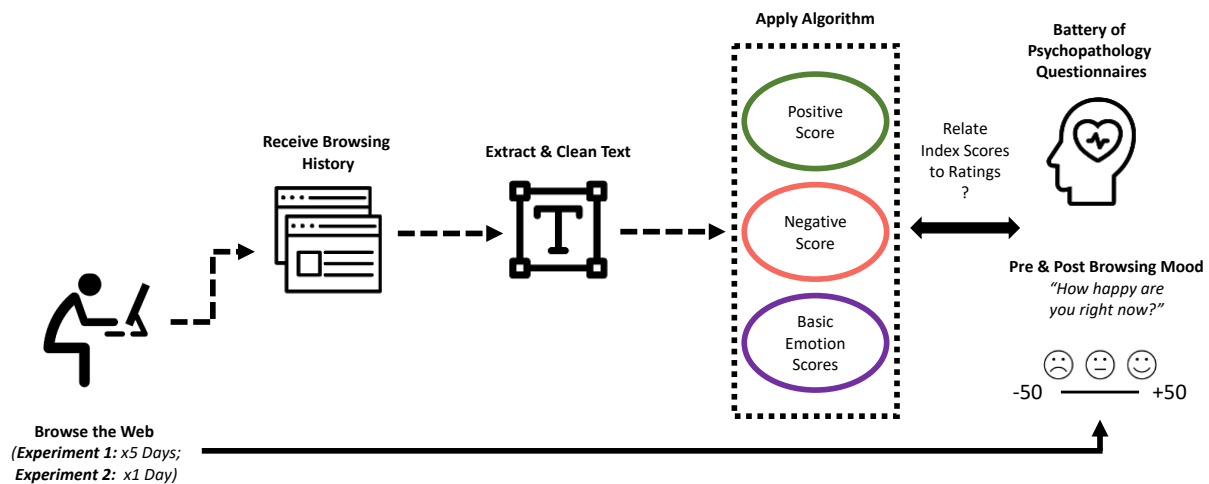 Apply Algorithm
Battery of
Psychopathology
Questionnaires
Positive
Score
Receive Browsing
History
Extract & Clean Text
Relate
Index Scores
to Ratings
?
T
Negative
Score
Pre & Post Browsing Mood
“How happy are
you right now?”
Basic
Emotion
Scores
-50
+50
Browse the Web
(Experiment 1: x5 Days;
Experiment 2: x1 Day)